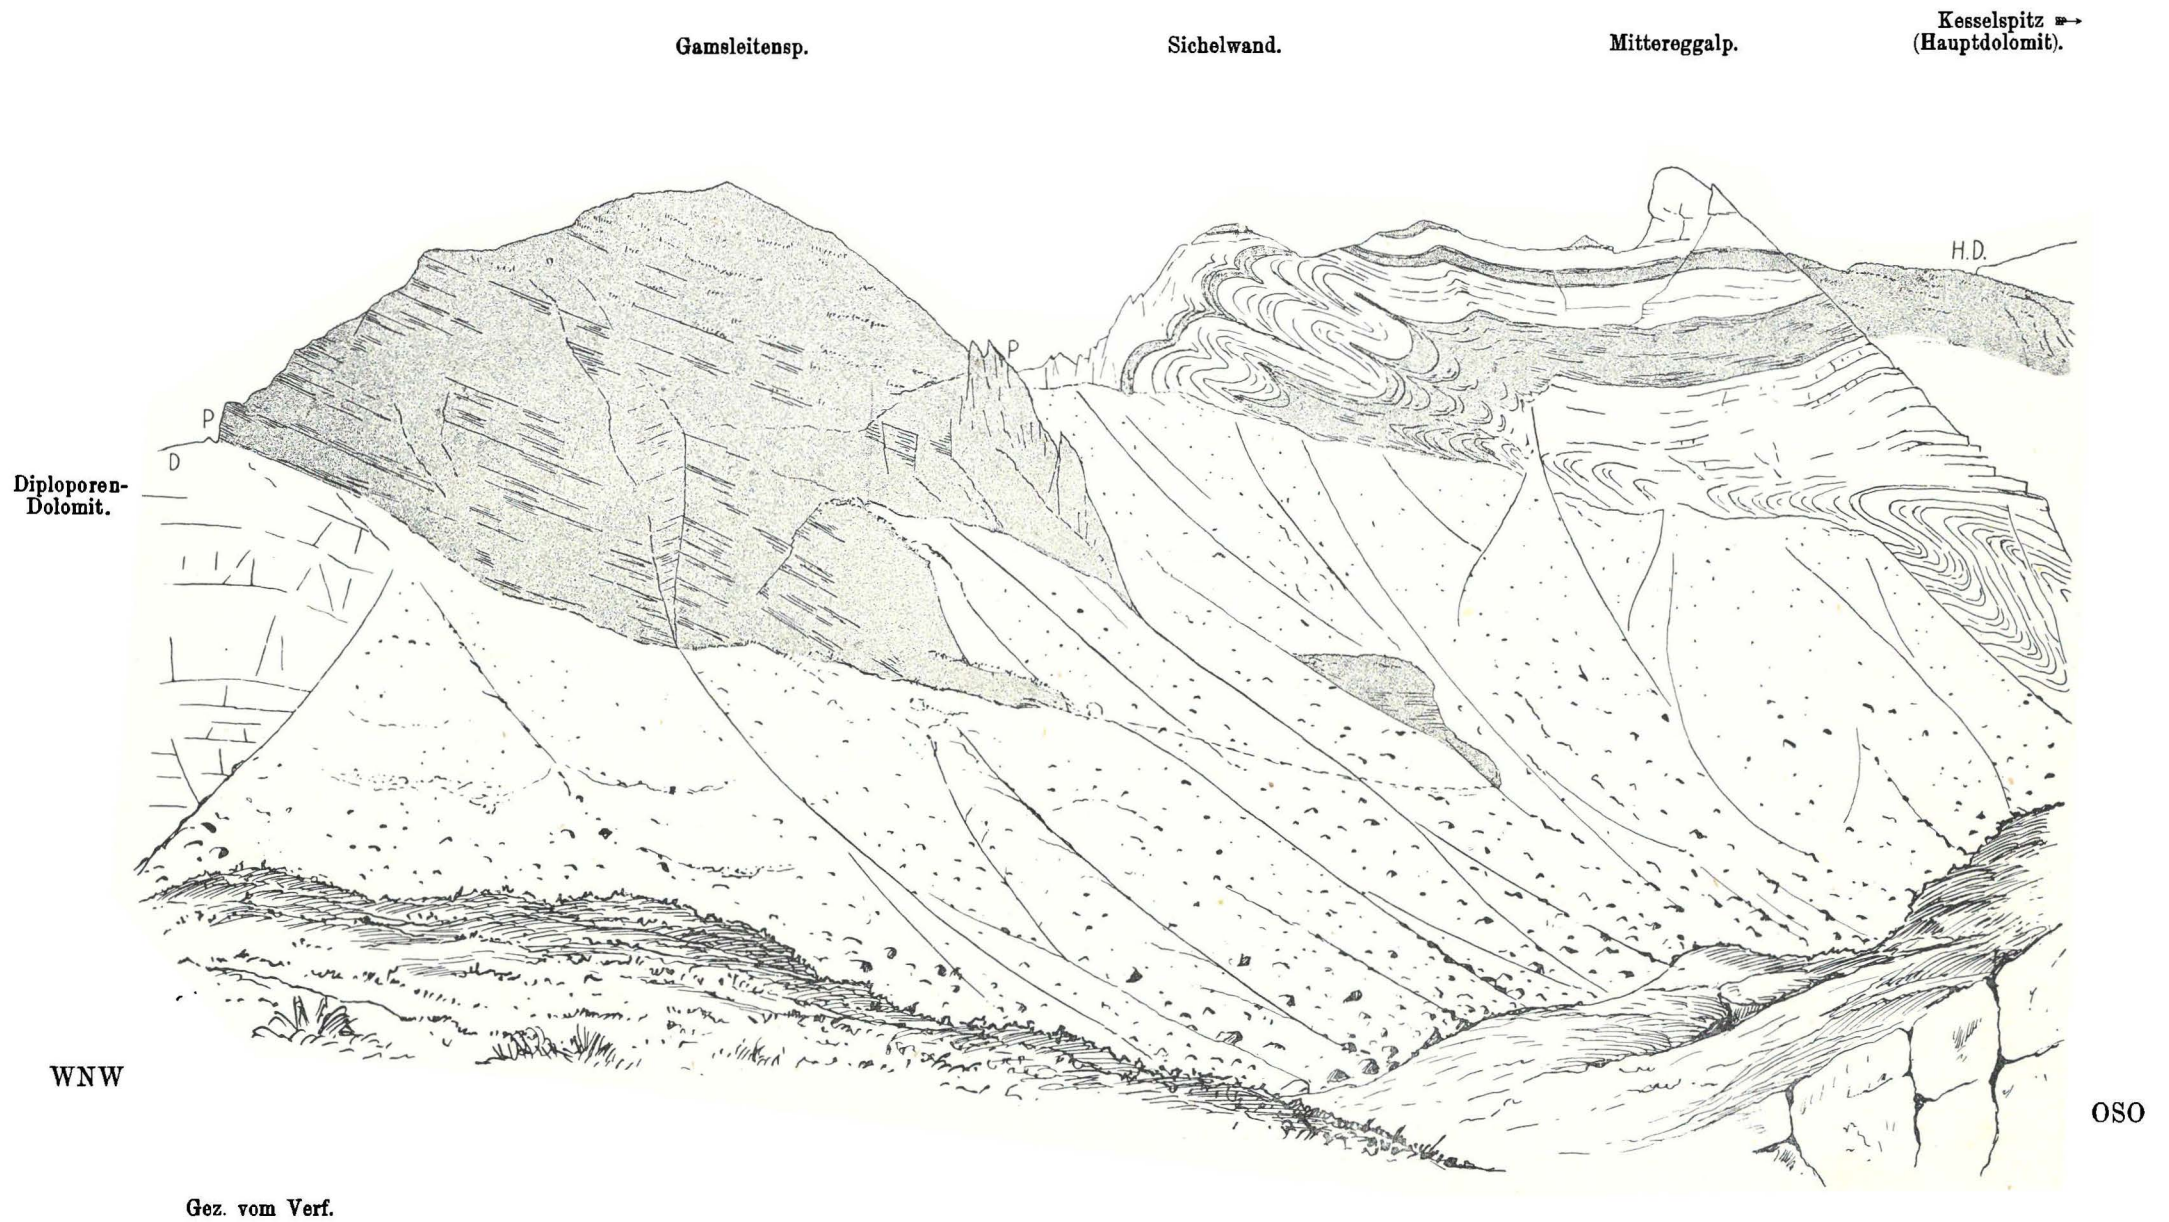 Kesselspitz ➳
Gamsleitensp.
Sichelwand.
Mittereggalp.
(Hauptdolomit).
H.D.
P
P
D
Diploporen-
Dolomit.
WNW
OSO
Gez. vom Verf.